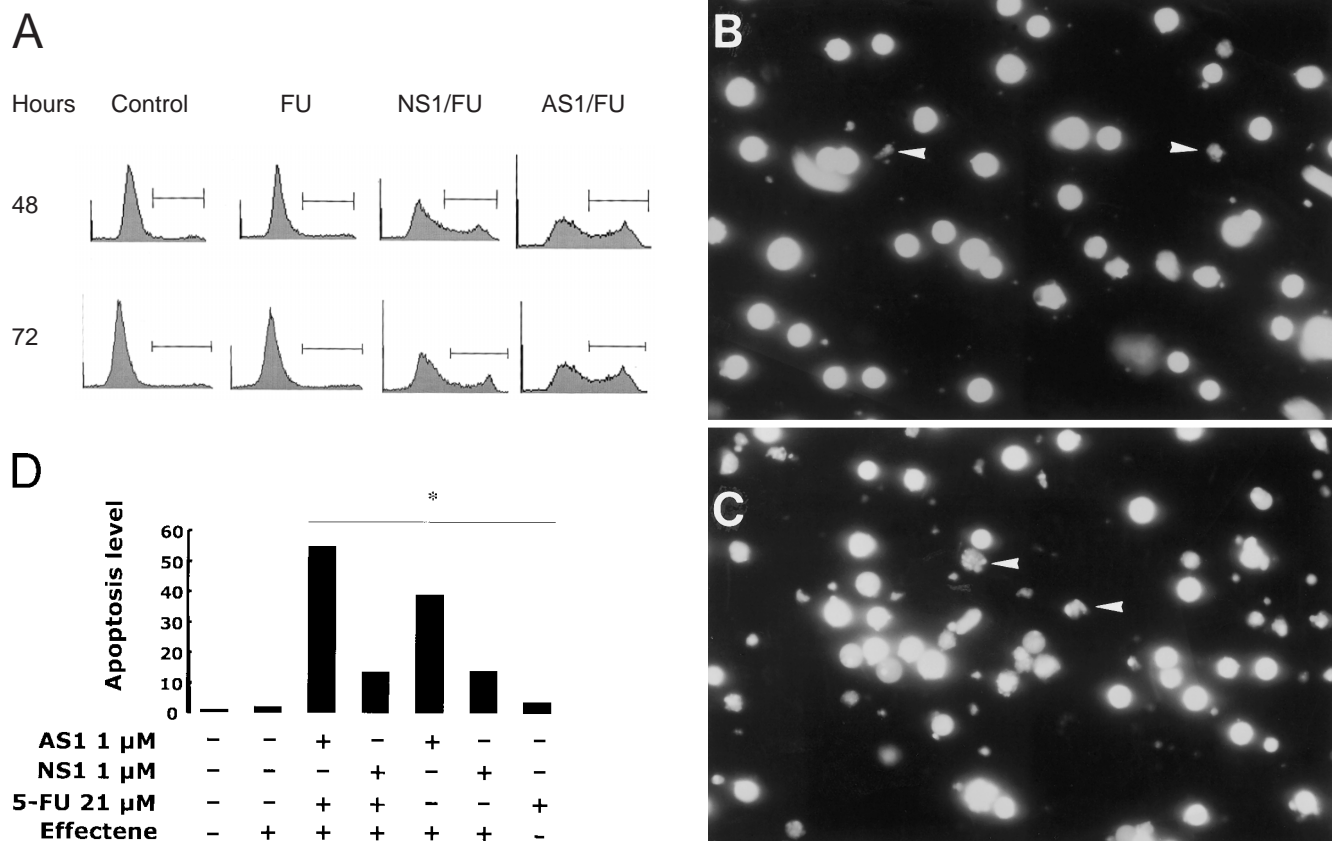 A
Hours Control FU NS1/FU AS1/FU
48
72
B
C
D
*
Apoptosis level
60
50
40
30
20
10
0
AS1 1 µM – – + – + – –
NS1 1 µM – – – + – + –
5-FU 21 µM – – + + – – +
Effectene – + + + + + –